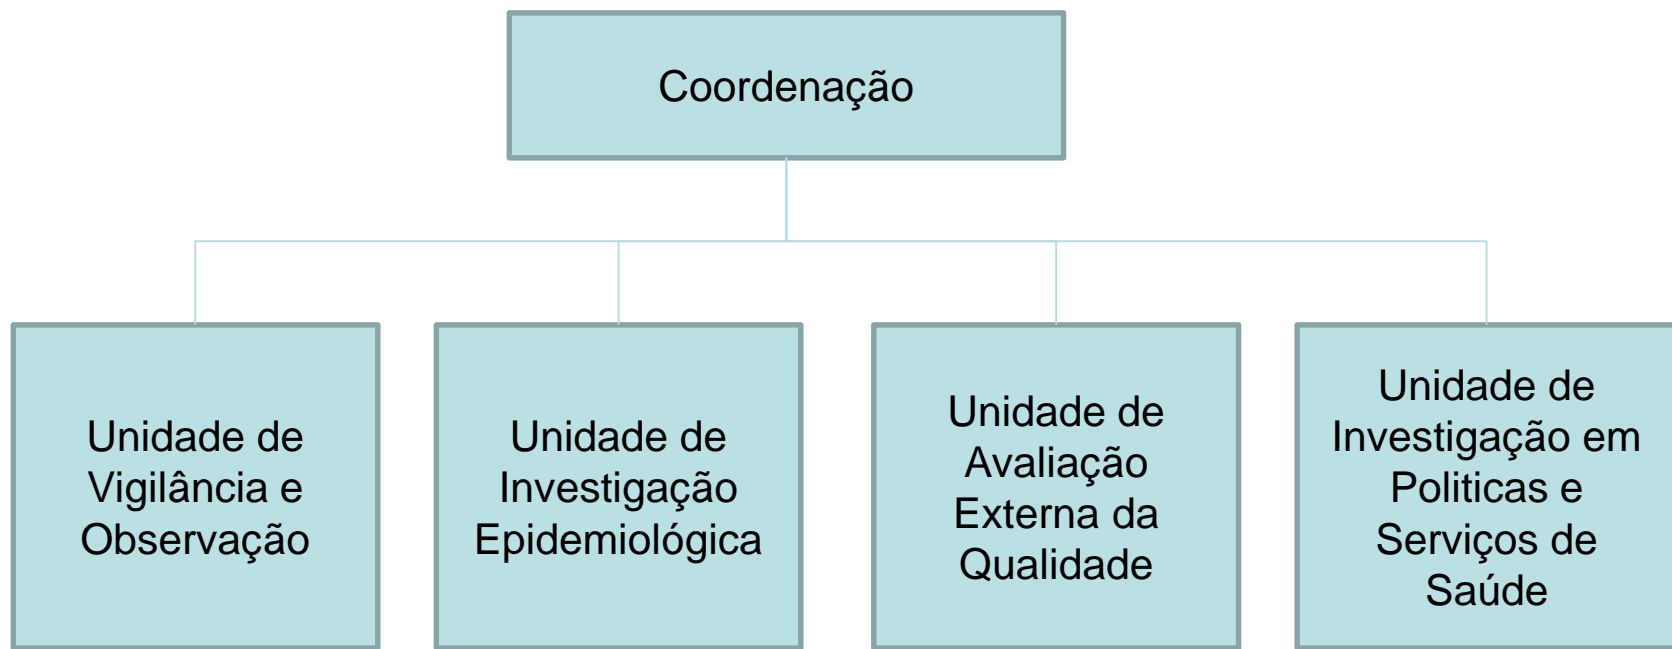 Coordenação
Unidade de
Vigilância e
Observação
Unidade de
Investigação
Epidemiológica
Unidade de
Avaliação
Externa da
Qualidade
Unidade de
Investigação em
Politicas e
Serviços de
Saúde